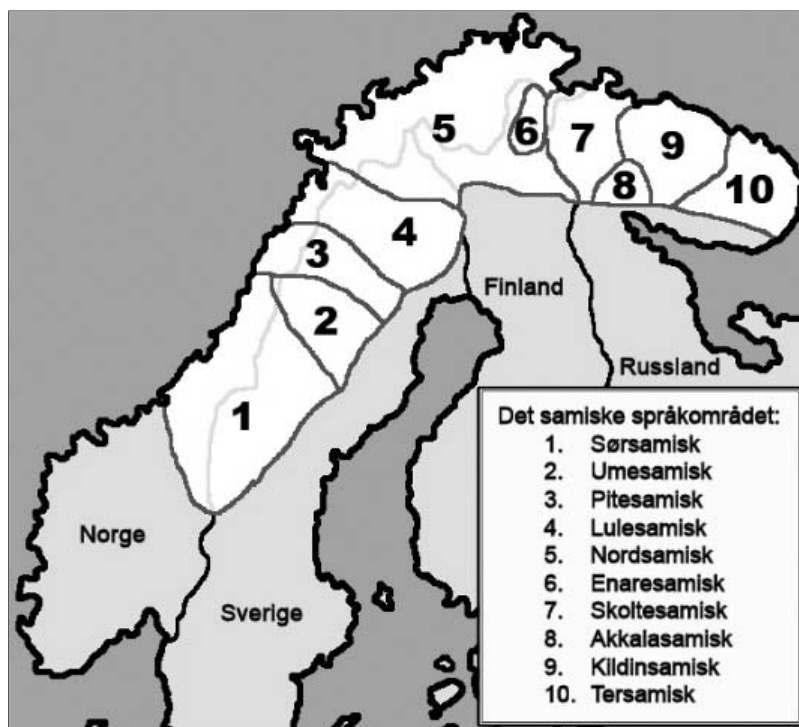 5
6
7
9
8
10
4
3
2
1
Finland
Russland
Norge
Sverige
Det samiske språkområdet:
1. Sørsamisk
2. Umesamisk
3. Pitesamisk
4. Lulesamisk
5. Nordsamisk
6. Enaresamisk
7. Skoltesamisk
8. Akkalasamisk
9. Kildinsamisk
10. Tersamisk